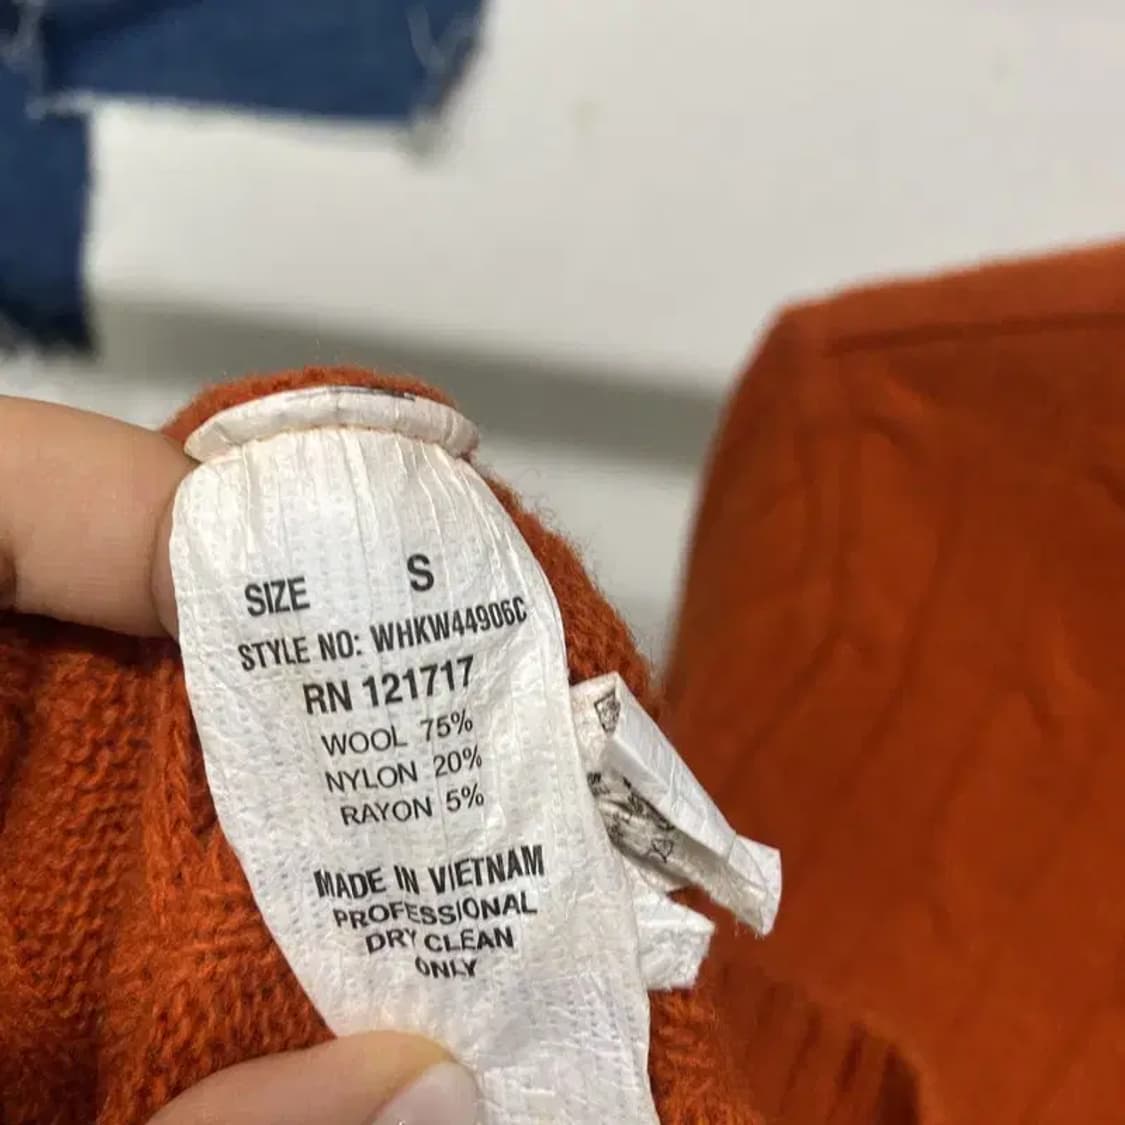 SIZE S
STYLE NO: WHKW44906C
RN 121717
WOOL 75%
NYLON 20%
RAYON 5%
MADE IN VIETNAM
PROFESSIONAL
DRY CLEAN
ONLY